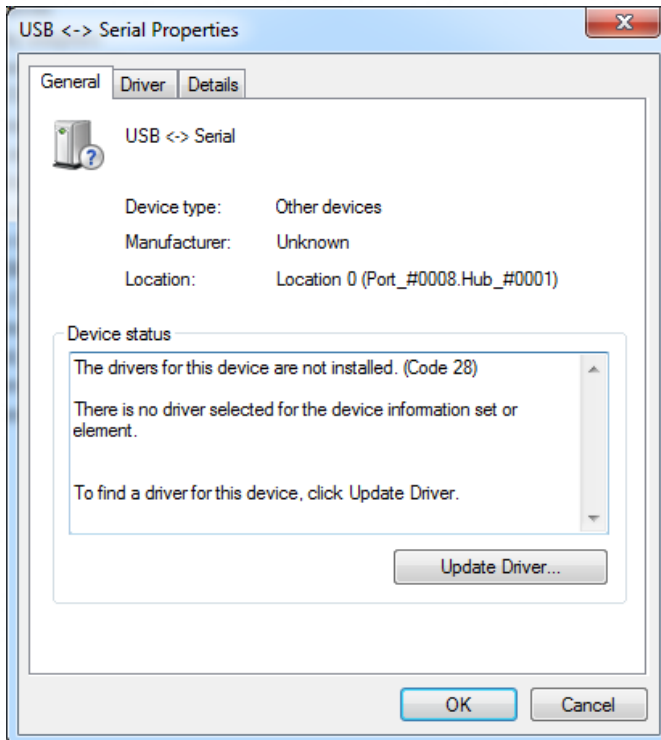 USB <-> Serial Properties
General
Driver
Details
USB <-> Serial
Device type: Other devices
Manufacturer: Unknown
Location: Location 0 (Port_#0008.Hub_#0001)
Device status
The drivers for this device are not installed. (Code 28)
There is no driver selected for the device information set or
element.
To find a driver for this device, click Update Driver.
Update Driver...
OK
Cancel